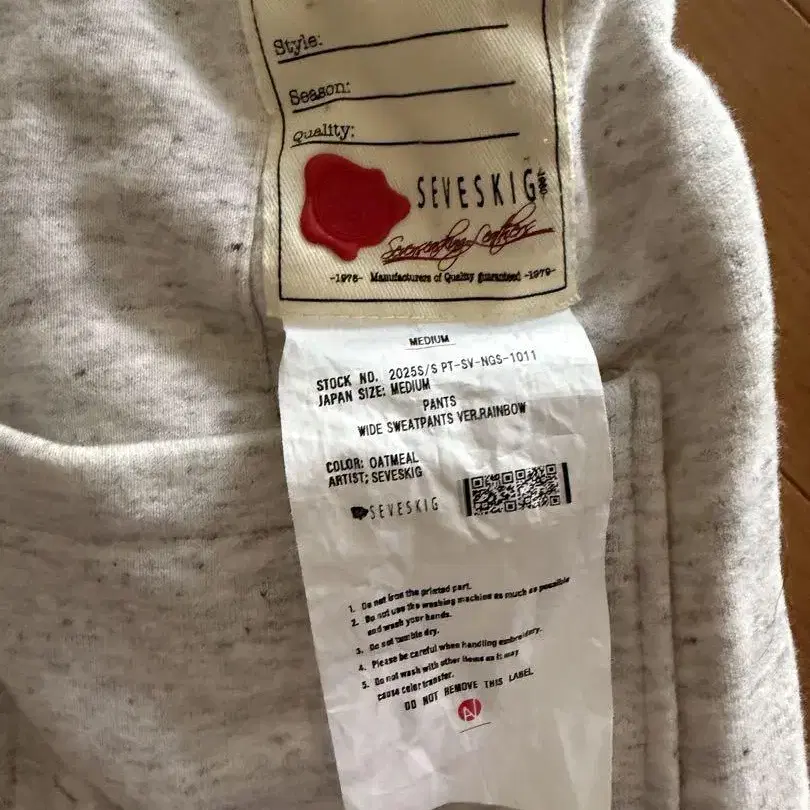 Style:
Season:
Quality:
SEVESKIG
Seversending Leathers
-1978- Manufacturers of Quality guaranteed -1979-
MEDIUM
STOCK NO. 2025S/S PT-SV-NGS-1011
JAPAN SIZE: MEDIUM
PANTS
WIDE SWEATPANTS VER.RAINBOW
COLOR: OATMEAL
ARTIST; SEVESKIG
SEVESKIG
1. Do not iron the printed part.
2. Do not use the washing machine as much as possible
and wash your hands.
3. Do not tumble dry.
4. Please be careful when handling embroidery.
5. Do not wash with other items as it may
cause color transfer.
DO NOT REMOVE THIS LABEL